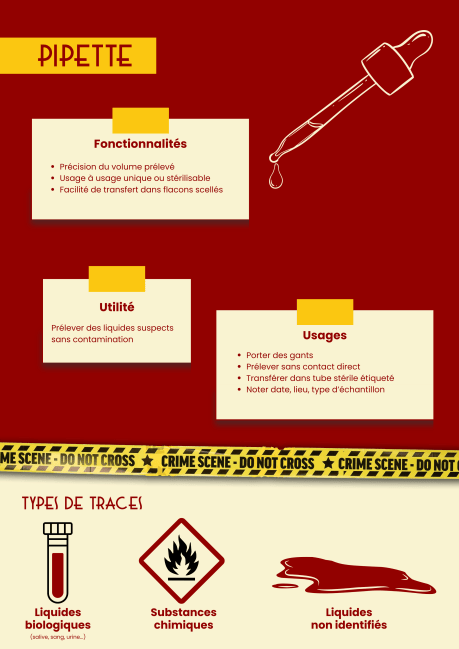 PIPETTE
Fonctionnalités
• Précision du volume prélevé
• Usage à usage unique ou stérilisable
• Facilité de transfert dans flacons scellés
Utilité
Prélever des liquides suspects
sans contamination
Usages
• Porter des gants
• Prélever sans contact direct
• Transférer dans tube stérile étiqueté
• Noter date, lieu, type d'échantillon
ME SCENE - DO NOT CROSS ★ CRIME SCENE - DO NOT CROSS ★ CRIME SCENE - DO NOT C
TYPES DE TRACES
Liquides
biologiques
(salive, sang, urine...)
Substances
chimiques
Liquides
non identifiés